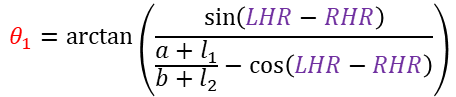 θ₁ = arctan ( sin(LHR − RHR) / ( (a + l₁)/(b + l₂) − cos(LHR − RHR) ) )